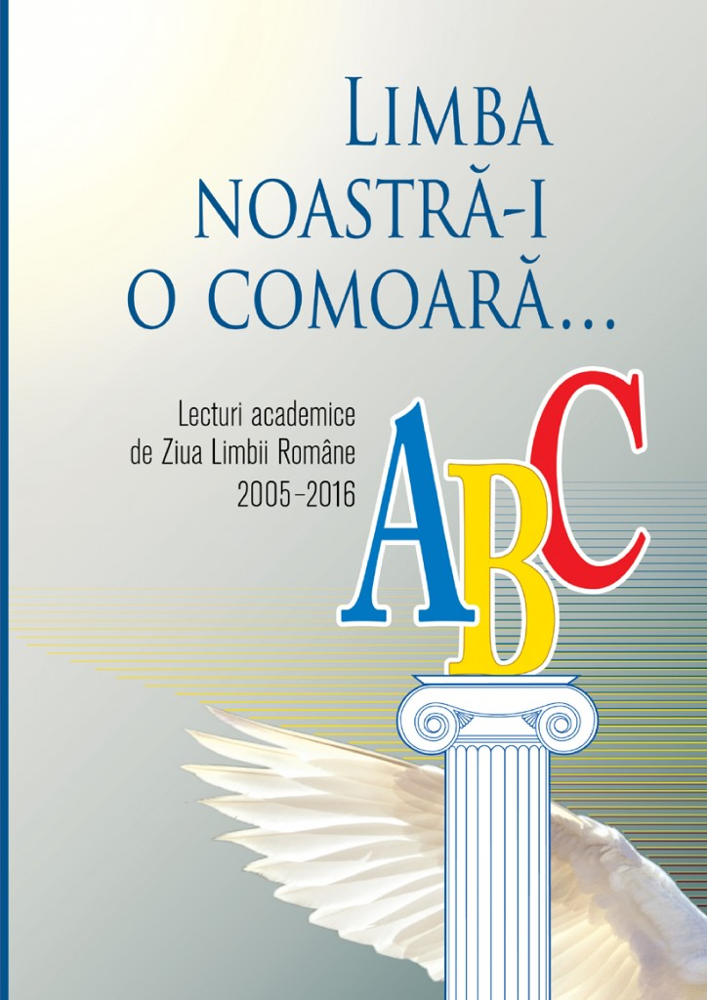 LIMBA
NOASTRĂ-I
O COMOARĂ...
Lecturi academice
de Ziua Limbii Române
2005–2016
ABC